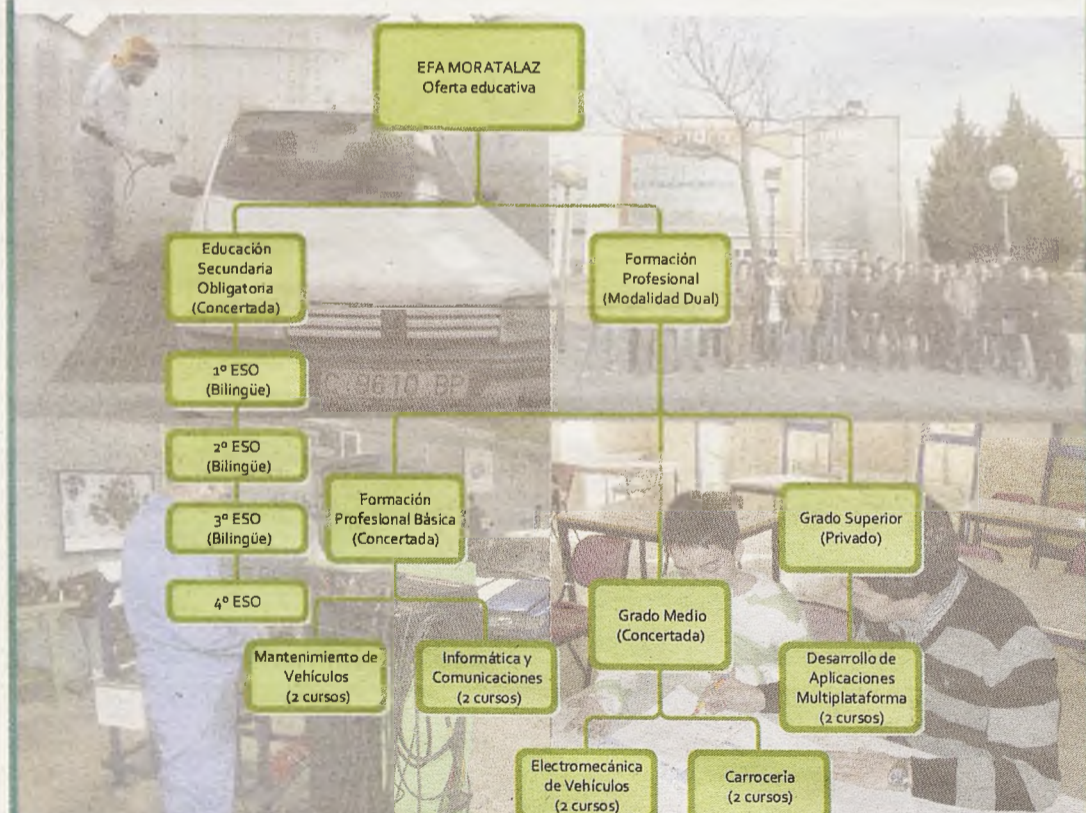 EFA MORATALAZ
Oferta educativa
Educación
Secundaria
Obligatoria
(Concertada)
Formación
Profesional
(Modalidad Dual)
1º ESO
(Bilingüe)
2º ESO
(Bilingüe)
3º ESO
(Bilingüe)
4º ESO
Formación
Profesional Básica
(Concertada)
Grado Superior
(Privado)
Grado Medio
(Concertada)
Mantenimiento de
Vehículos
(2 cursos)
Informática y
Comunicaciones
(2 cursos)
Desarrollo de
Aplicaciones
Multiplataforma
(2 cursos)
Electromecánica
de Vehículos
(2 cursos)
Carrocería
(2 cursos)
C 9610 BP